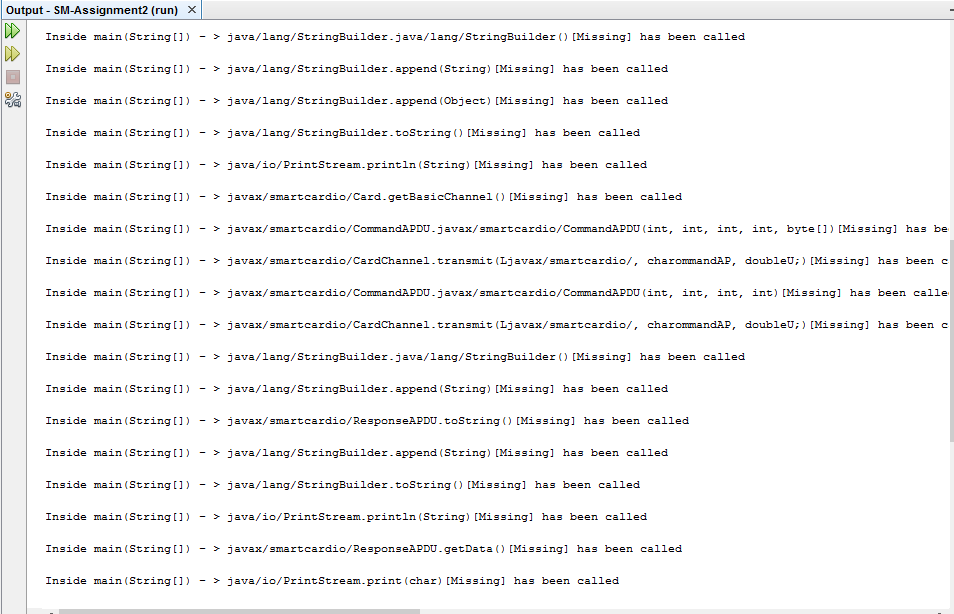 Output - SM-Assignment2 (run) ×
Inside main(String[]) - > java/lang/StringBuilder.java/lang/StringBuilder()[Missing] has been called
Inside main(String[]) - > java/lang/StringBuilder.append(String)[Missing] has been called
Inside main(String[]) - > java/lang/StringBuilder.append(Object)[Missing] has been called
Inside main(String[]) - > java/lang/StringBuilder.toString()[Missing] has been called
Inside main(String[]) - > java/io/PrintStream.println(String)[Missing] has been called
Inside main(String[]) - > javax/smartcardio/Card.getBasicChannel()[Missing] has been called
Inside main(String[]) - > javax/smartcardio/CommandAPDU.javax/smartcardio/CommandAPDU(int, int, int, int, byte[])[Missing] has be
Inside main(String[]) - > javax/smartcardio/CardChannel.transmit(Ljavax/smartcardio/, charommandAP, doubleU;)[Missing] has been c
Inside main(String[]) - > javax/smartcardio/CommandAPDU.javax/smartcardio/CommandAPDU(int, int, int, int)[Missing] has been calle
Inside main(String[]) - > javax/smartcardio/CardChannel.transmit(Ljavax/smartcardio/, charommandAP, doubleU;)[Missing] has been c
Inside main(String[]) - > java/lang/StringBuilder.java/lang/StringBuilder()[Missing] has been called
Inside main(String[]) - > java/lang/StringBuilder.append(String)[Missing] has been called
Inside main(String[]) - > javax/smartcardio/ResponseAPDU.toString()[Missing] has been called
Inside main(String[]) - > java/lang/StringBuilder.append(String)[Missing] has been called
Inside main(String[]) - > java/lang/StringBuilder.toString()[Missing] has been called
Inside main(String[]) - > java/io/PrintStream.println(String)[Missing] has been called
Inside main(String[]) - > javax/smartcardio/ResponseAPDU.getData()[Missing] has been called
Inside main(String[]) - > java/io/PrintStream.print(char)[Missing] has been called